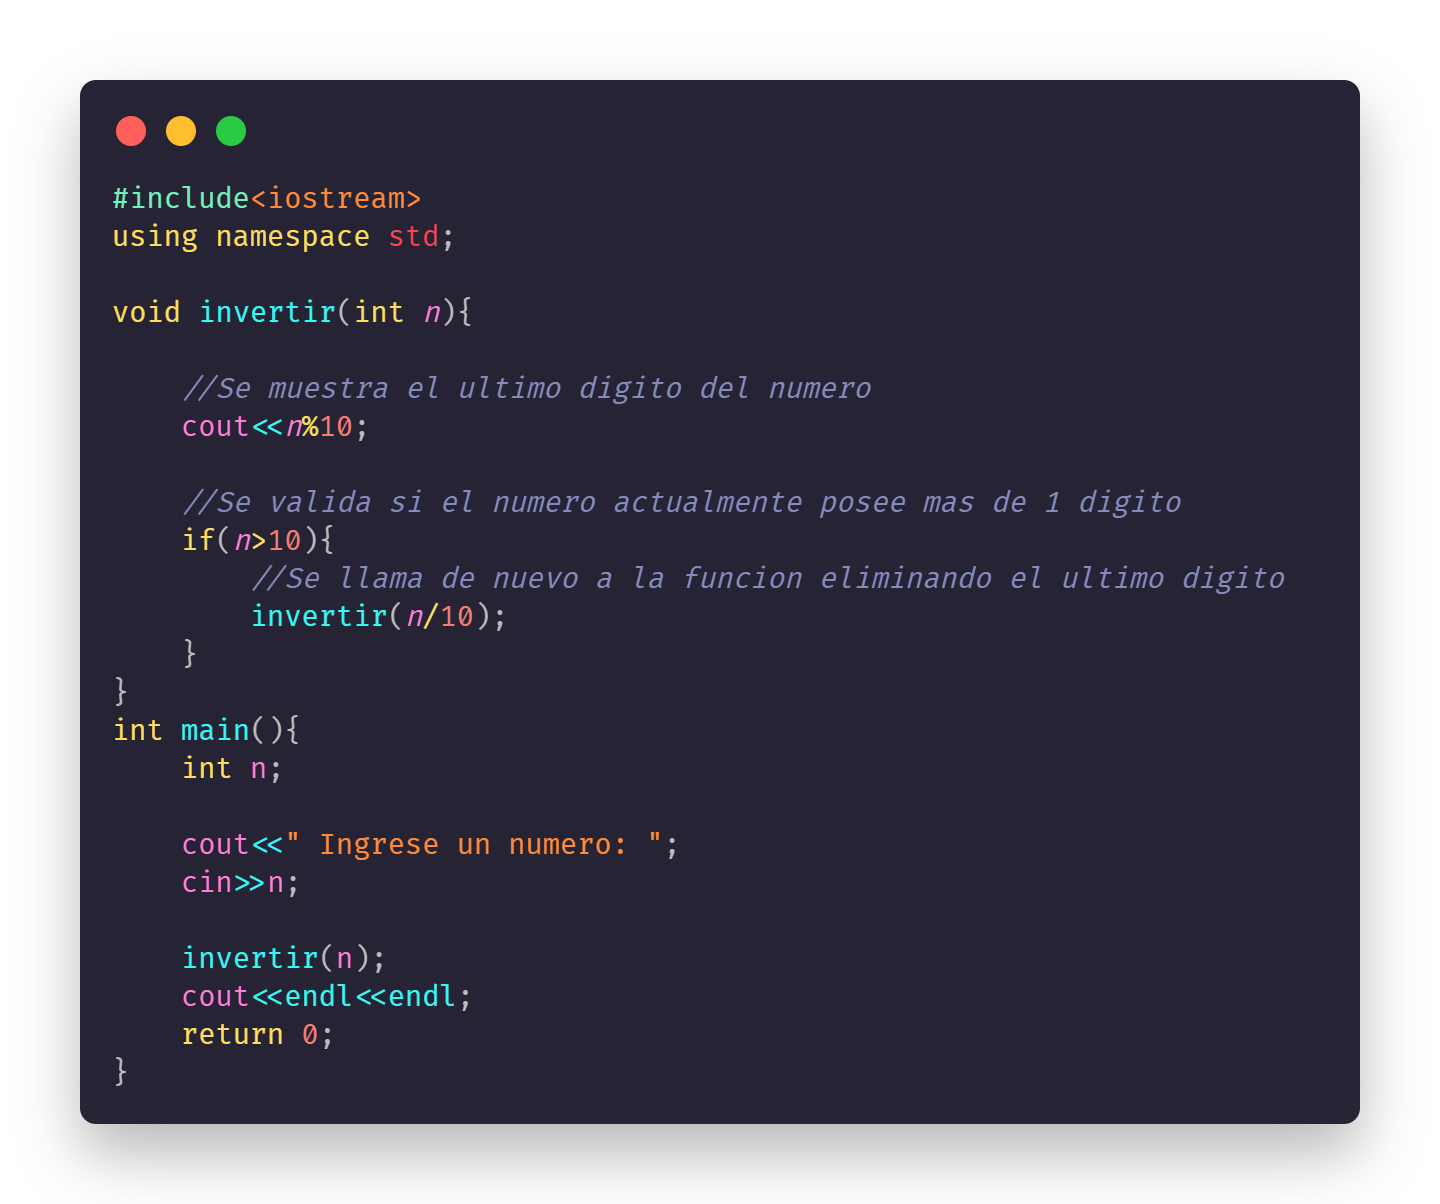 #include<iostream>
using namespace std;

void invertir(int n){

    //Se muestra el ultimo digito del numero
    cout<<n%10;

    //Se valida si el numero actualmente posee mas de 1 digito
    if(n>10){
        //Se llama de nuevo a la funcion eliminando el ultimo digito
        invertir(n/10);
    }
}
int main(){
    int n;

    cout<<" Ingrese un numero: ";
    cin>>n;

    invertir(n);
    cout<<endl<<endl;
    return 0;
}